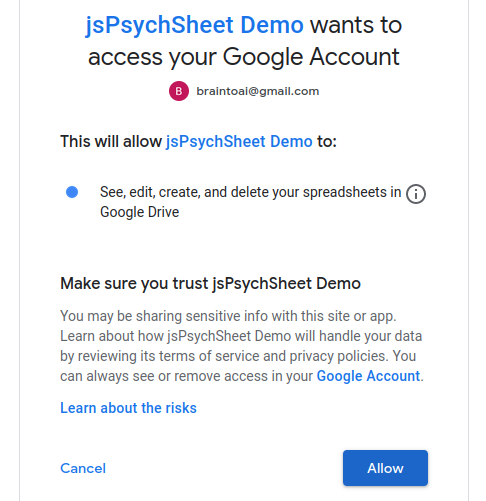 jsPsychSheet Demo wants to
access your Google Account
B braintoai@gmail.com
This will allow jsPsychSheet Demo to:
See, edit, create, and delete your spreadsheets in
Google Drive
Make sure you trust jsPsychSheet Demo
You may be sharing sensitive info with this site or app.
Learn about how jsPsychSheet Demo will handle your data
by reviewing its terms of service and privacy policies. You
can always see or remove access in your Google Account.
Learn about the risks
Cancel Allow